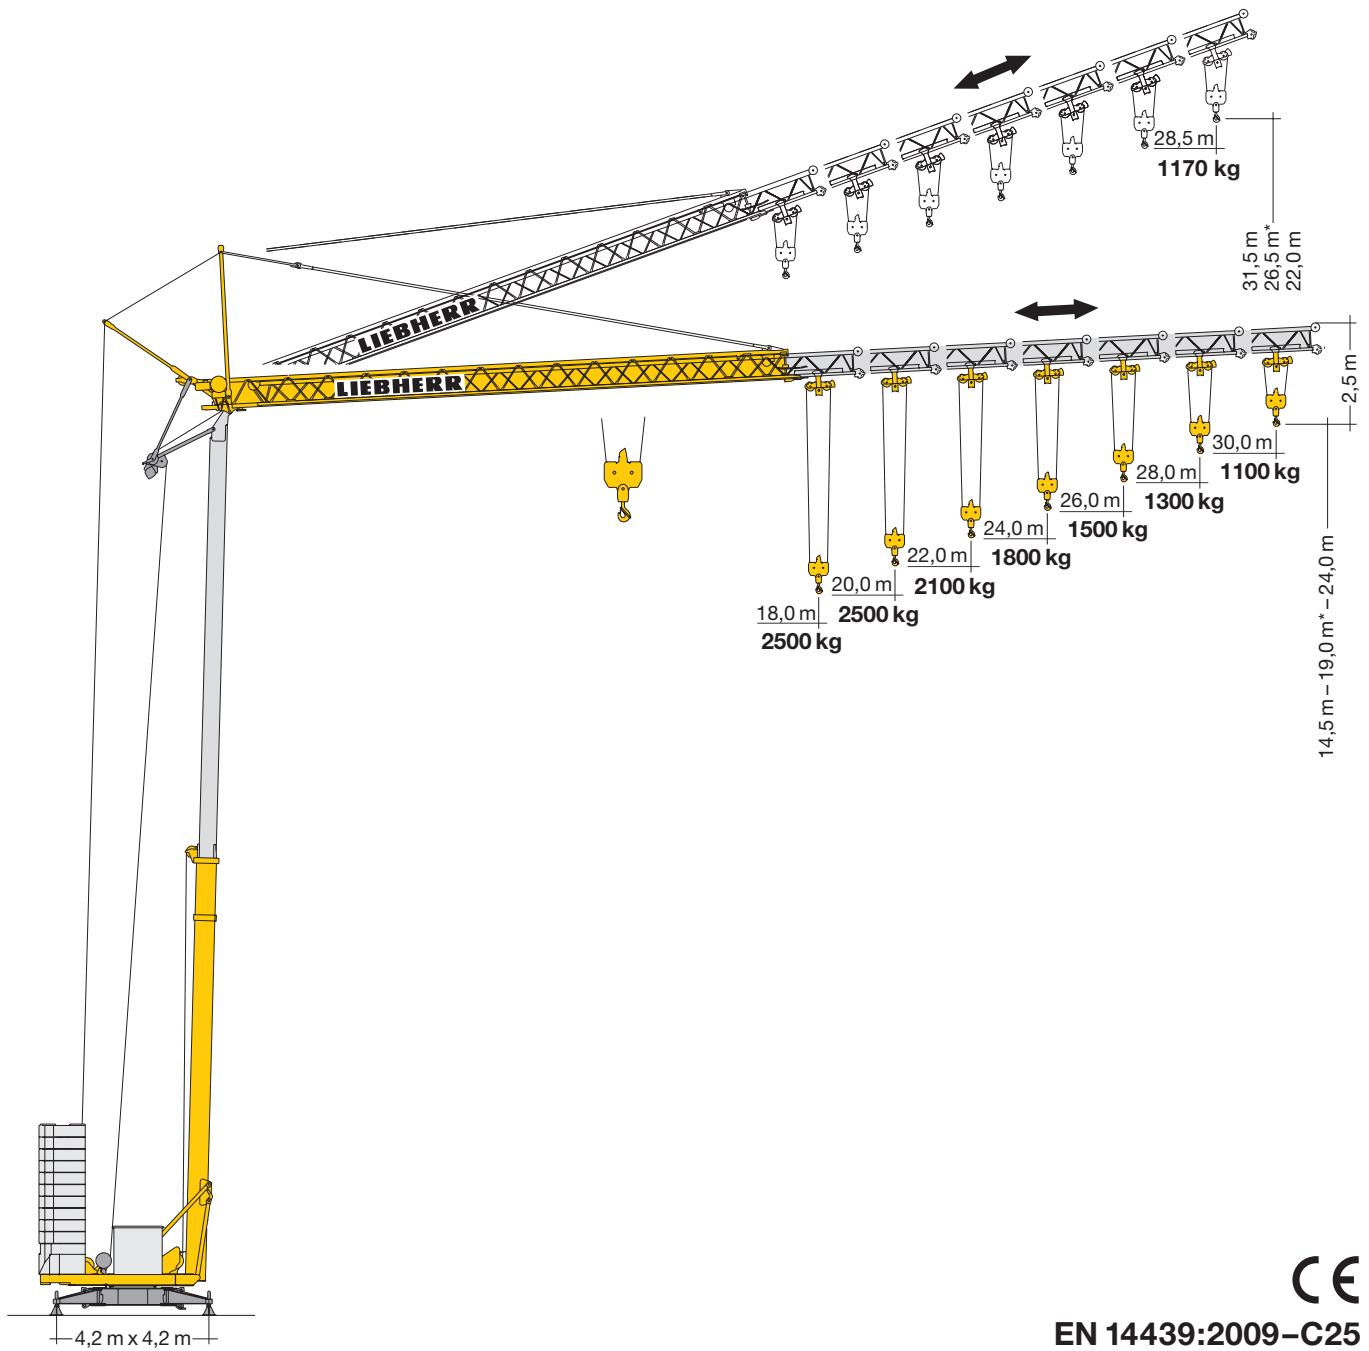 28,5 m
1170 kg
31,5 m
26,5 m*
22,0 m
LIEBHERR
LIEBHERR
2,5 m
30,0 m
1100 kg
28,0 m
1300 kg
26,0 m
1500 kg
24,0 m
1800 kg
22,0 m
2100 kg
20,0 m
2500 kg
18,0 m
2500 kg
14,5 m – 19,0 m* – 24,0 m
4,2 m x 4,2 m
CE
EN 14439:2009–C25